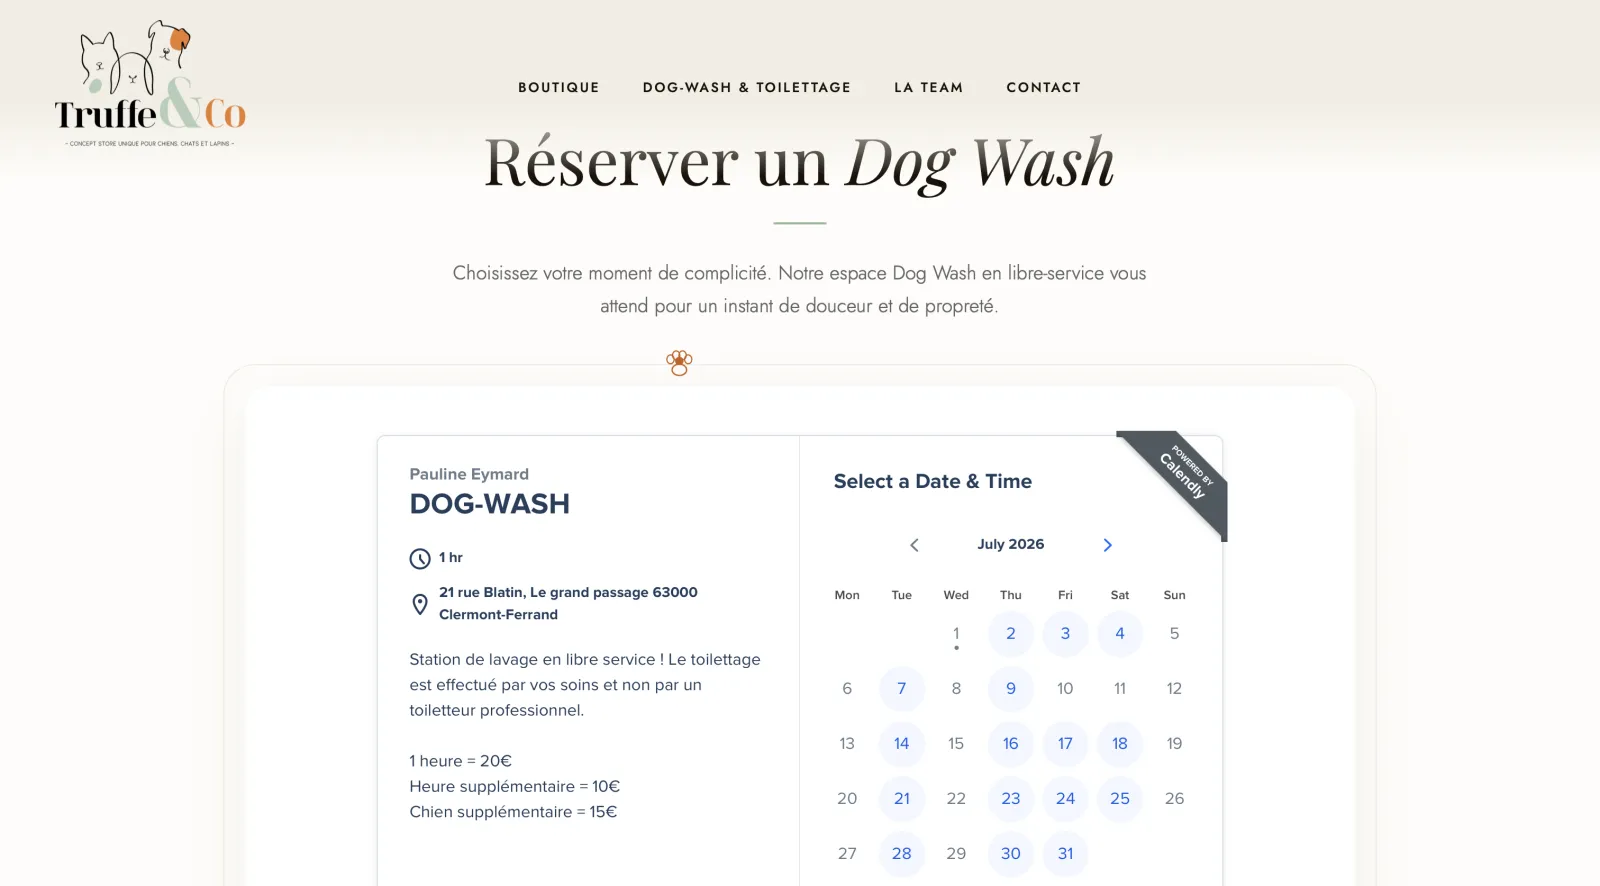 Truffe & Co
~ CONCEPT STORE UNIQUE POUR CHIENS, CHATS ET LAPINS ~
BOUTIQUE
DOG-WASH & TOILETTAGE
LA TEAM
CONTACT
Réserver un Dog Wash
Choisissez votre moment de complicité. Notre espace Dog Wash en libre-service vous
attend pour un instant de douceur et de propreté.
Pauline Eymard
DOG-WASH
1 hr
21 rue Blatin, Le grand passage 63000
Clermont-Ferrand
Station de lavage en libre service ! Le toilettage
est effectué par vos soins et non par un
toiletteur professionnel.
1 heure = 20€
Heure supplémentaire = 10€
Chien supplémentaire = 15€
POWERED BY
Calendly
Select a Date & Time
July 2026
Mon Tue Wed Thu Fri Sat Sun
1 2 3 4 5
6 7 8 9 10 11 12
13 14 15 16 17 18 19
20 21 22 23 24 25 26
27 28 29 30 31